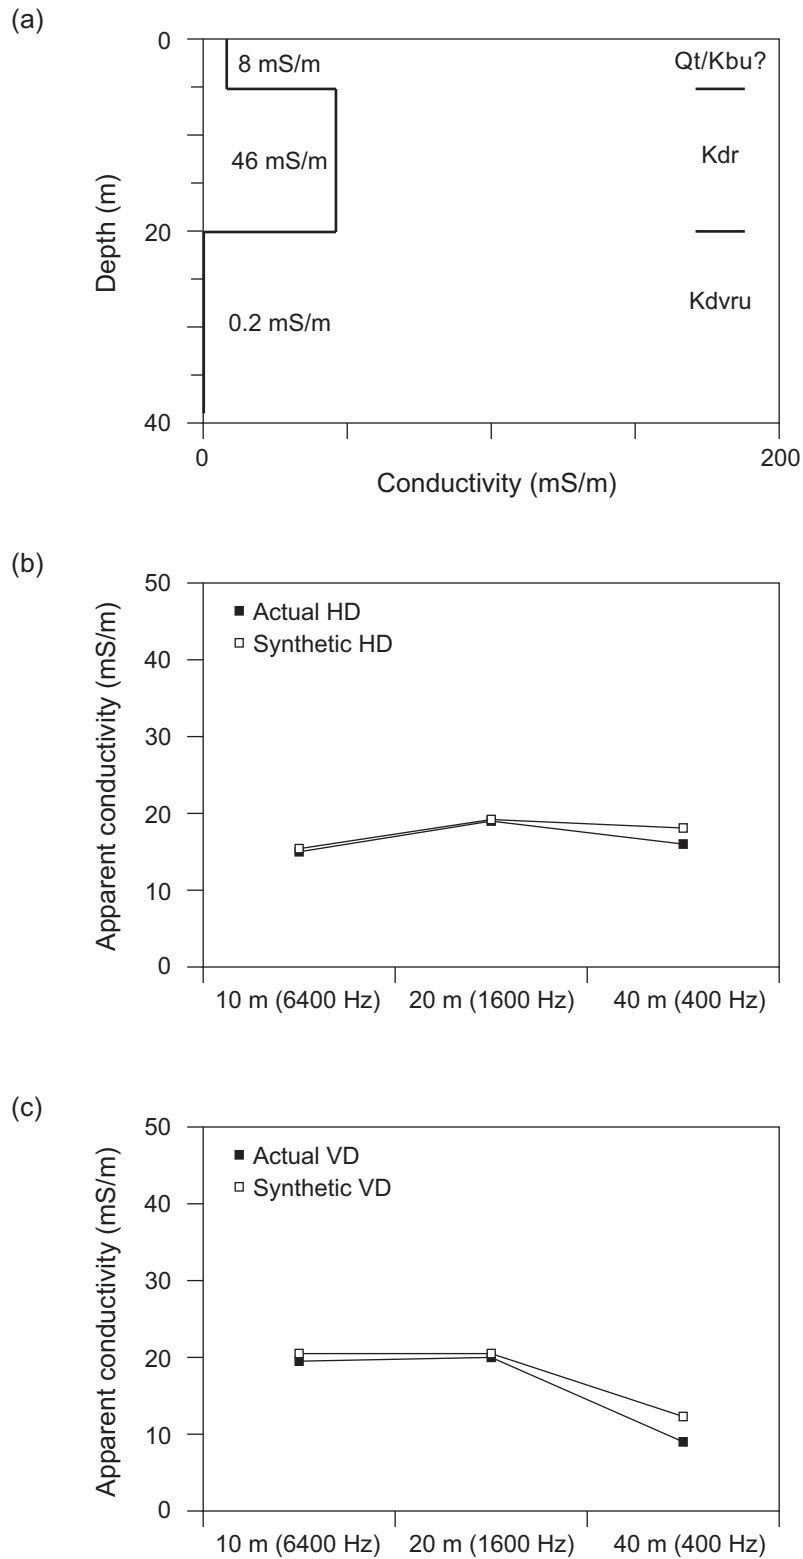 (a)
0
8 mS/m
Qt/Kbu?
46 mS/m
Kdr
Depth (m)
20
0.2 mS/m
Kdvru
40
0
200
Conductivity (mS/m)
(b)
50
Actual HD
Synthetic HD
40
30
20
10
0
Apparent conductivity (mS/m)
10 m (6400 Hz)
20 m (1600 Hz)
40 m (400 Hz)
(c)
50
Actual VD
Synthetic VD
40
30
20
10
0
Apparent conductivity (mS/m)
10 m (6400 Hz)
20 m (1600 Hz)
40 m (400 Hz)